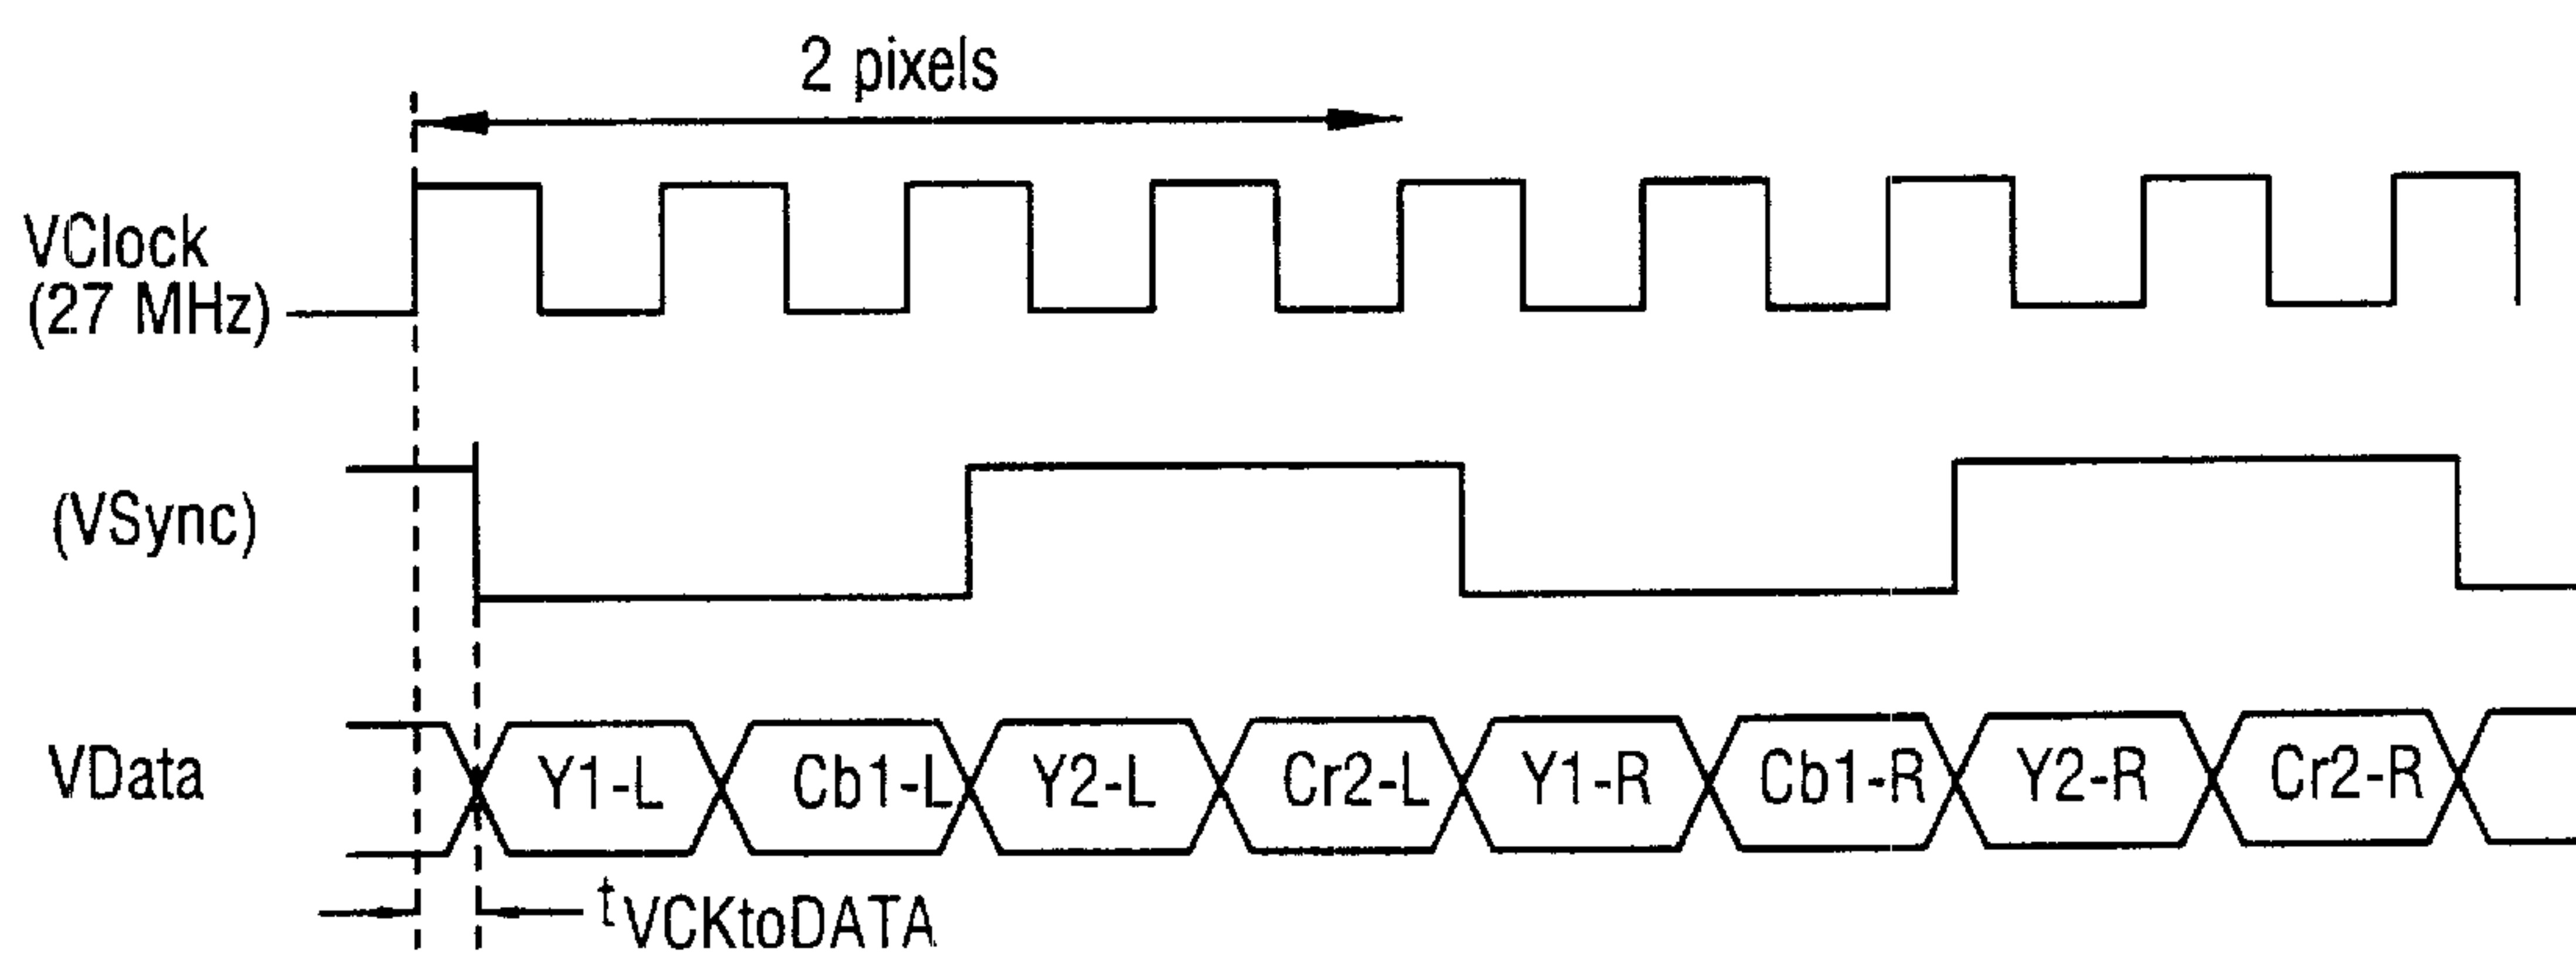 2 pixels
VClock
(27 MHz)
(VSync)
VData
Y1-L Cb1-L Y2-L Cr2-L Y1-R Cb1-R Y2-R Cr2-R
tVCKtoDATA